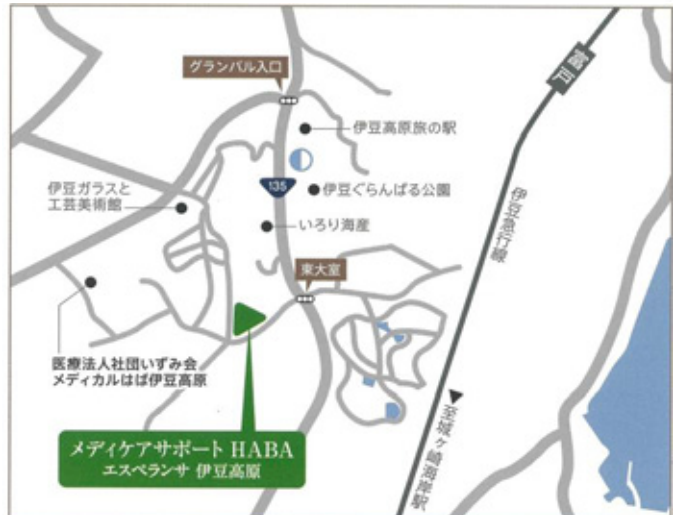 グランパル入口
富戸
伊豆高原旅の駅
135
伊豆ぐらんぱる公園
伊豆ガラスと
工芸美術館
いろり海産
伊豆急行線
東大室
医療法人社団いずみ会
メディカルはば伊豆高原
メディケアサポート HABA
エスペランサ 伊豆高原
至城ヶ崎海岸駅